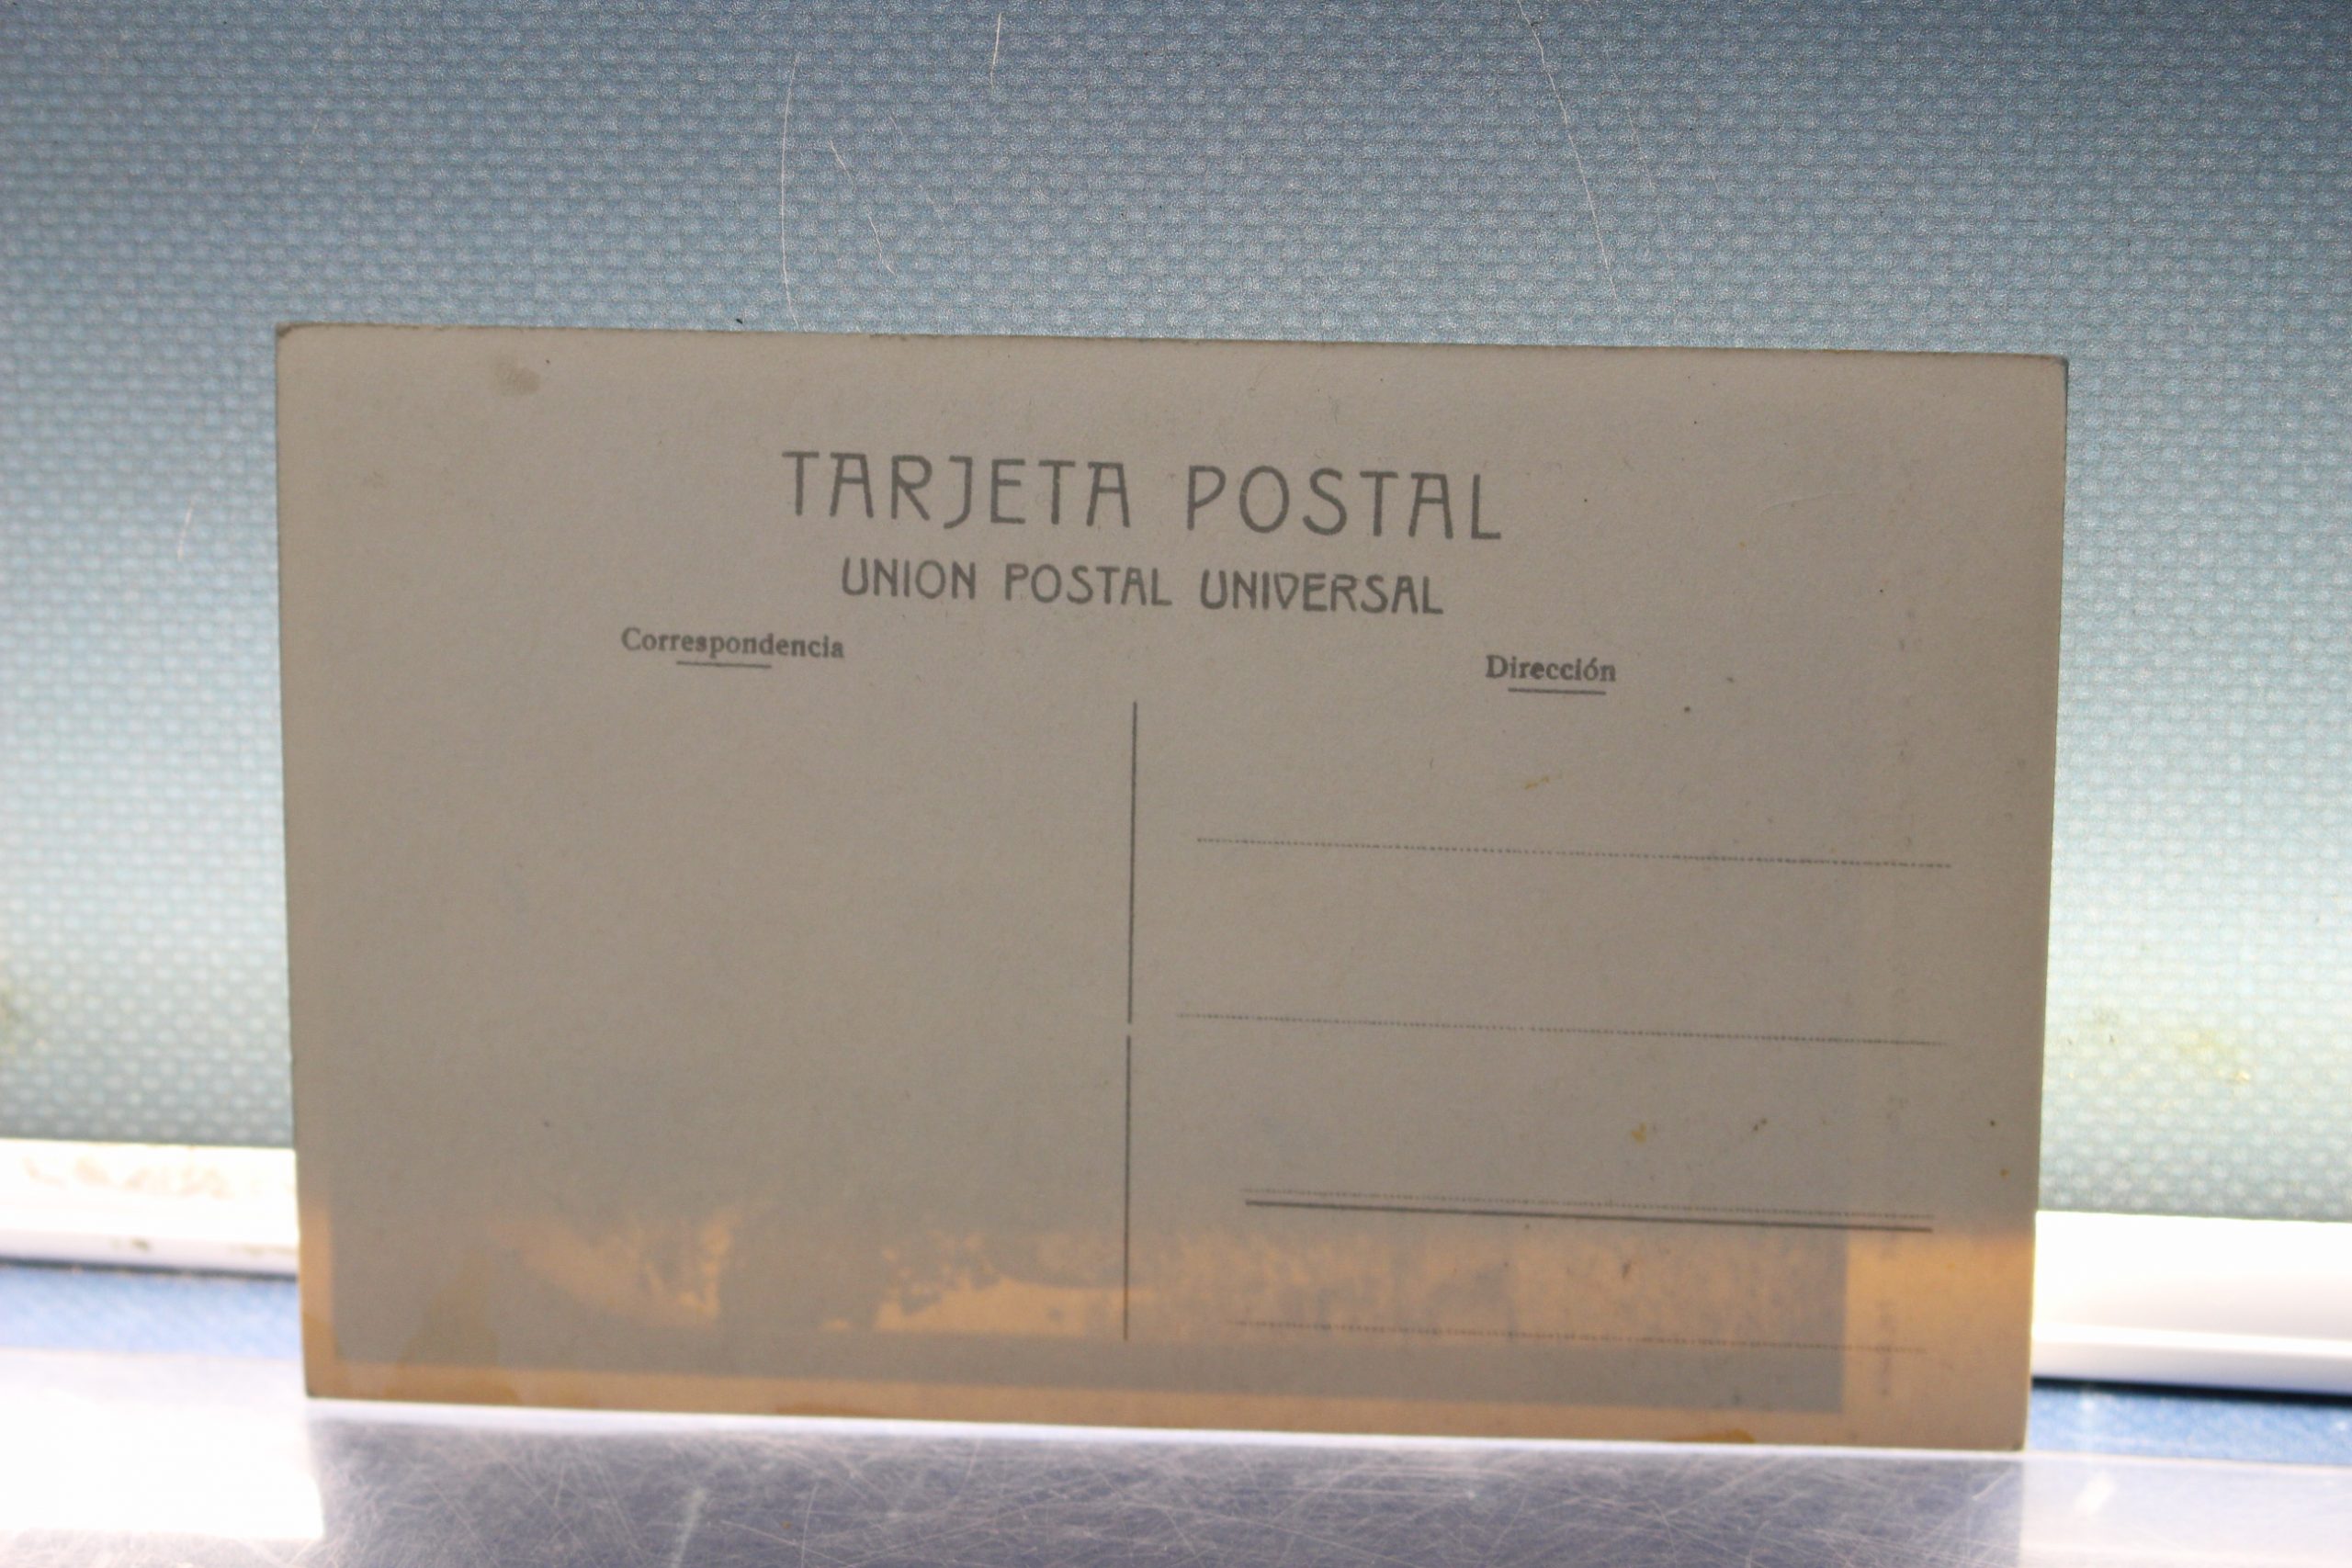 TARJETA POSTAL
UNION POSTAL UNIVERSAL
Correspondencia
Dirección